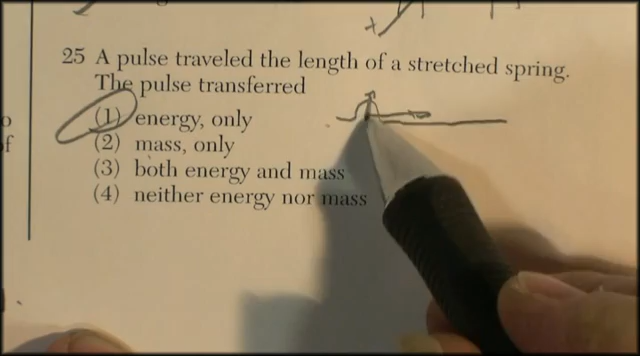 25 A pulse traveled the length of a stretched spring.
The pulse transferred
(1) energy, only
(2) mass, only
(3) both energy and mass
(4) neither energy nor mass